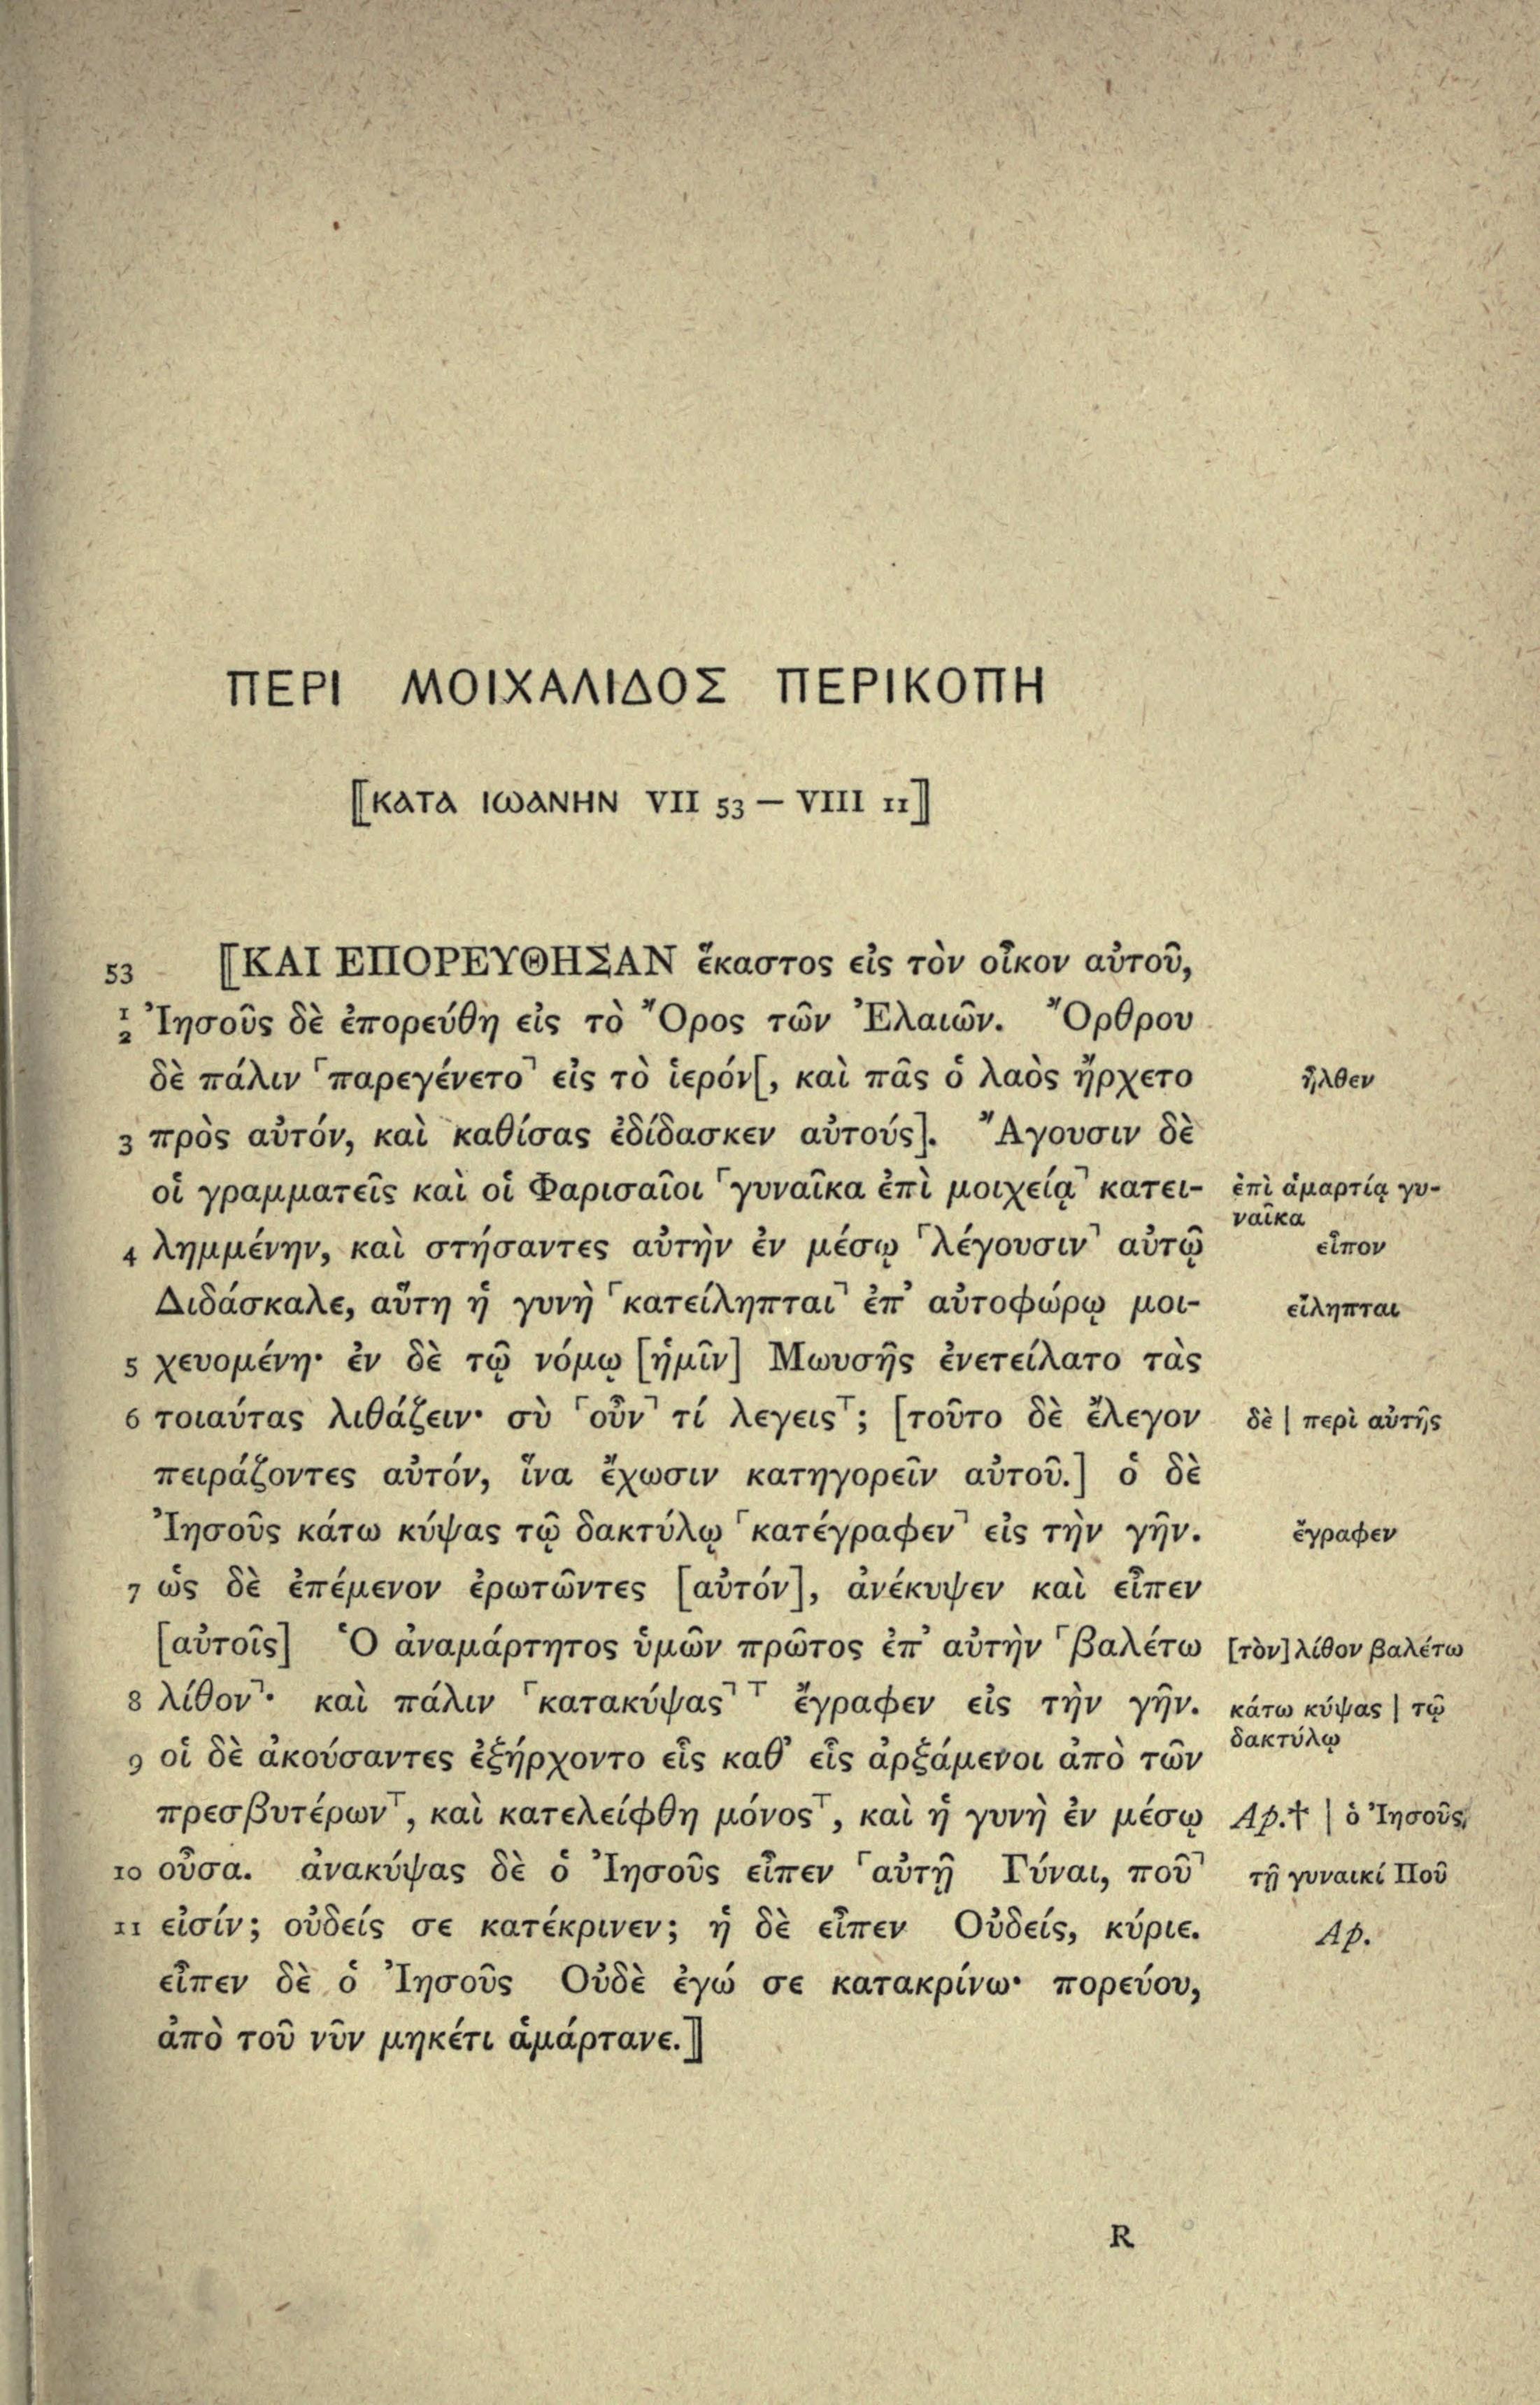 ΠΕΡΙ ΜΟΙΧΑΛΙΔΟΣ ΠΕΡΙΚΟΠΗ
⟦ΚΑΤΑ ΙΩΑΝΗΝ VII 53 — VIII 11⟧
53 ⟦ΚΑΙ ΕΠΟΡΕΥΘΗΣΑΝ ἕκαστος εἰς τὸν οἶκον αὐτοῦ,
1 2 Ἰησοῦς δὲ ἐπορεύθη εἰς τὸ Ὄρος τῶν Ἐλαιῶν. Ὄρθρου
δὲ πάλιν ⸢παρεγένετο⸣ εἰς τὸ ἱερόν[, καὶ πᾶς ὁ λαὸς ἤρχετο ἦλθεν
3 πρὸς αὐτόν, καὶ καθίσας ἐδίδασκεν αὐτούς]. Ἄγουσιν δὲ
οἱ γραμματεῖς καὶ οἱ Φαρισαῖοι ⸢γυναῖκα ἐπὶ μοιχείᾳ⸣ κατει- ἐπὶ ἁμαρτίᾳ γυ-
ναῖκα
4 λημμένην, καὶ στήσαντες αὐτὴν ἐν μέσῳ ⸢λέγουσιν⸣ αὐτῷ εἶπον
Διδάσκαλε, αὕτη ἡ γυνὴ ⸢κατείληπται⸣ ἐπ’ αὐτοφώρῳ μοι- εἴληπται
5 χευομένη· ἐν δὲ τῷ νόμῳ [ἡμῖν] Μωυσῆς ἐνετείλατο τὰς
6 τοιαύτας λιθάζειν· σὺ ⸢οὖν⸣ τί λεγεις⸆; [τοῦτο δὲ ἔλεγον δὲ | περὶ αὐτῆς
πειράζοντες αὐτόν, ἵνα ἔχωσιν κατηγορεῖν αὐτοῦ.] ὁ δὲ
Ἰησοῦς κάτω κύψας τῷ δακτύλῳ ⸢κατέγραφεν⸣ εἰς τὴν γῆν. ἔγραφεν
7 ὡς δὲ ἐπέμενον ἐρωτῶντες [αὐτόν], ἀνέκυψεν καὶ εἶπεν
[αὐτοῖς] Ὁ ἀναμάρτητος ὑμῶν πρῶτος ἐπ’ αὐτὴν ⸢βαλέτω [τὸν] λίθον βαλέτω
8 λίθον⸣· καὶ πάλιν ⸢κατακύψας⸣ ⸆ ἔγραφεν εἰς τὴν γῆν. κάτω κύψας | τῷ
δακτύλῳ
9 οἱ δὲ ἀκούσαντες ἐξήρχοντο εἷς καθ’ εἷς ἀρξάμενοι ἀπὸ τῶν
πρεσβυτέρων⸆, καὶ κατελείφθη μόνος⸆, καὶ ἡ γυνὴ ἐν μέσῳ Ap.† | ὁ Ἰησοῦς,
10 οὖσα. ἀνακύψας δὲ ὁ Ἰησοῦς εἶπεν ⸢αὐτῇ Γύναι, ποῦ⸣ τῇ γυναικί Ποῦ
11 εἰσίν; οὐδείς σε κατέκρινεν; ἡ δὲ εἶπεν Οὐδείς, κύριε. Ap.
εἶπεν δὲ ὁ Ἰησοῦς Οὐδὲ ἐγώ σε κατακρίνω· πορεύου,
ἀπὸ τοῦ νῦν μηκέτι ἁμάρτανε.⟧
R